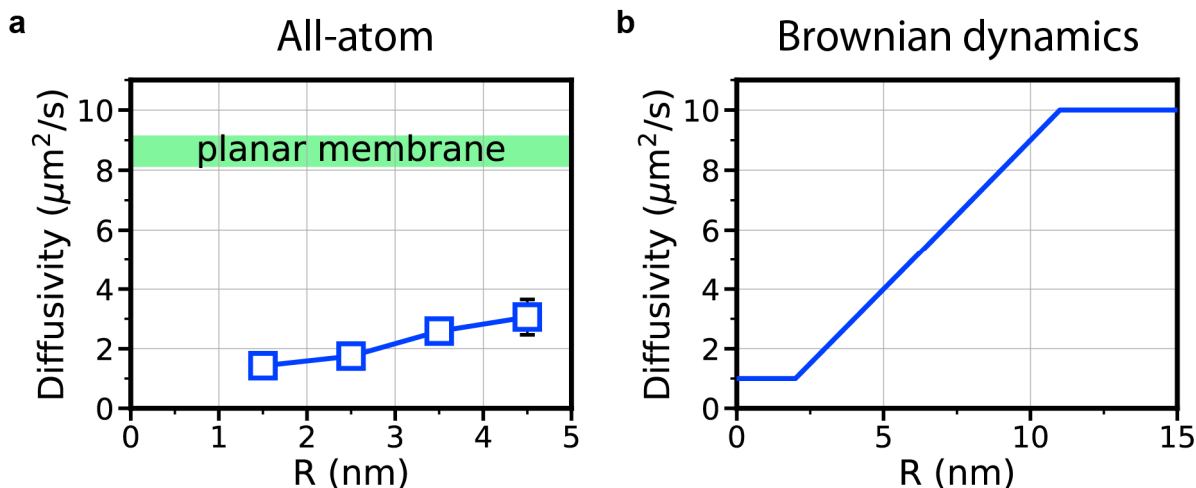 a
All-atom
Diffusivity (μm²/s)
10
8
6
4
2
0
planar membrane
0 1 2 3 4 5
R (nm)
b
Brownian dynamics
Diffusivity (μm²/s)
10
8
6
4
2
0
0 5 10 15
R (nm)